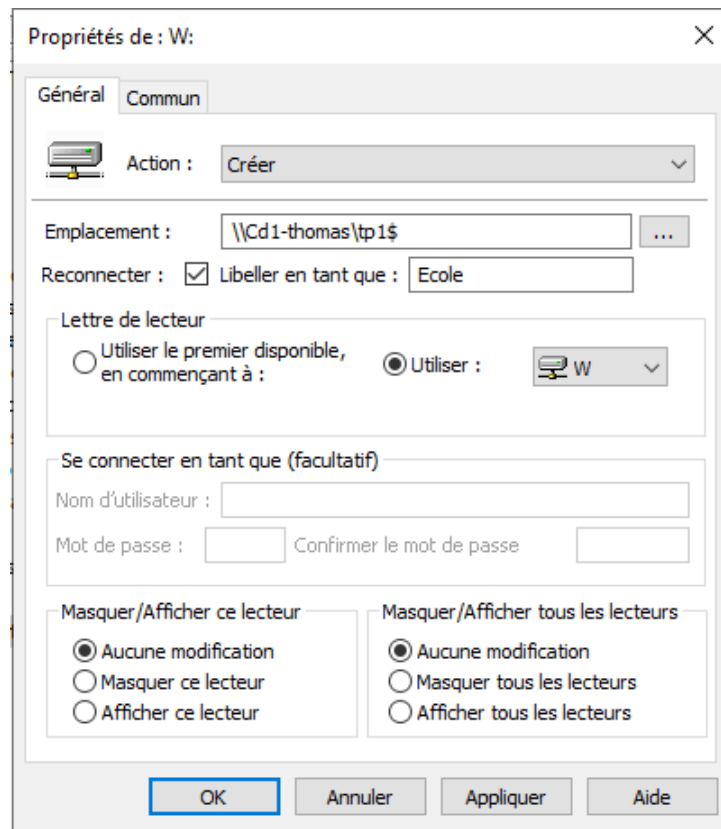 Propriétés de : W:
Général Commun
Action : Créer
Emplacement : \\Cd1-thomas\tp1$ ...
Reconnecter : Libeller en tant que : Ecole
Lettre de lecteur
Utiliser le premier disponible,
en commençant à :
Utiliser : W
Se connecter en tant que (facultatif)
Nom d'utilisateur :
Mot de passe : Confirmer le mot de passe
Masquer/Afficher ce lecteur
Aucune modification
Masquer ce lecteur
Afficher ce lecteur
Masquer/Afficher tous les lecteurs
Aucune modification
Masquer tous les lecteurs
Afficher tous les lecteurs
OK Annuler Appliquer Aide